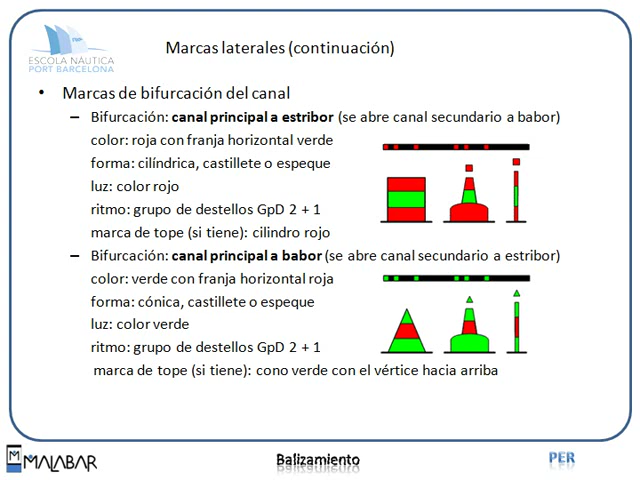 ESCOLA NÁUTICA
PORT BARCELONA
Marcas laterales (continuación)
• Marcas de bifurcación del canal
– Bifurcación: canal principal a estribor (se abre canal secundario a babor)
color: roja con franja horizontal verde
forma: cilíndrica, castillete o espeque
luz: color rojo
ritmo: grupo de destellos GpD 2 + 1
marca de tope (si tiene): cilindro rojo
– Bifurcación: canal principal a babor (se abre canal secundario a estribor)
color: verde con franja horizontal roja
forma: cónica, castillete o espeque
luz: color verde
ritmo: grupo de destellos GpD 2 + 1
marca de tope (si tiene): cono verde con el vértice hacia arriba
MALABAR
Balizamiento
PER